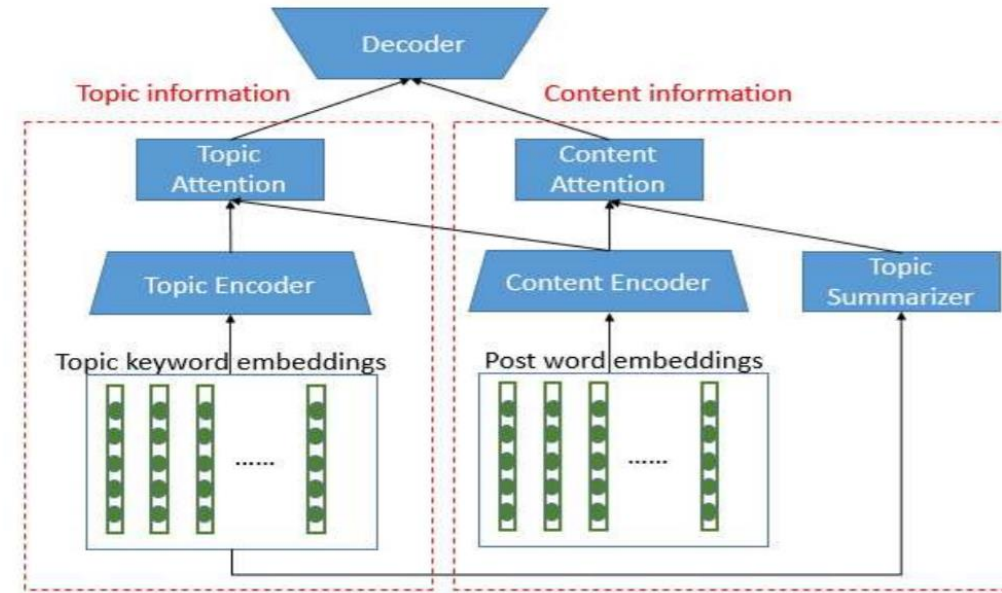 Decoder
Topic information
Content information
Topic
Attention
Content
Attention
Topic Encoder
Content Encoder
Topic
Summarizer
Topic keyword embeddings
Post word embeddings
......
......